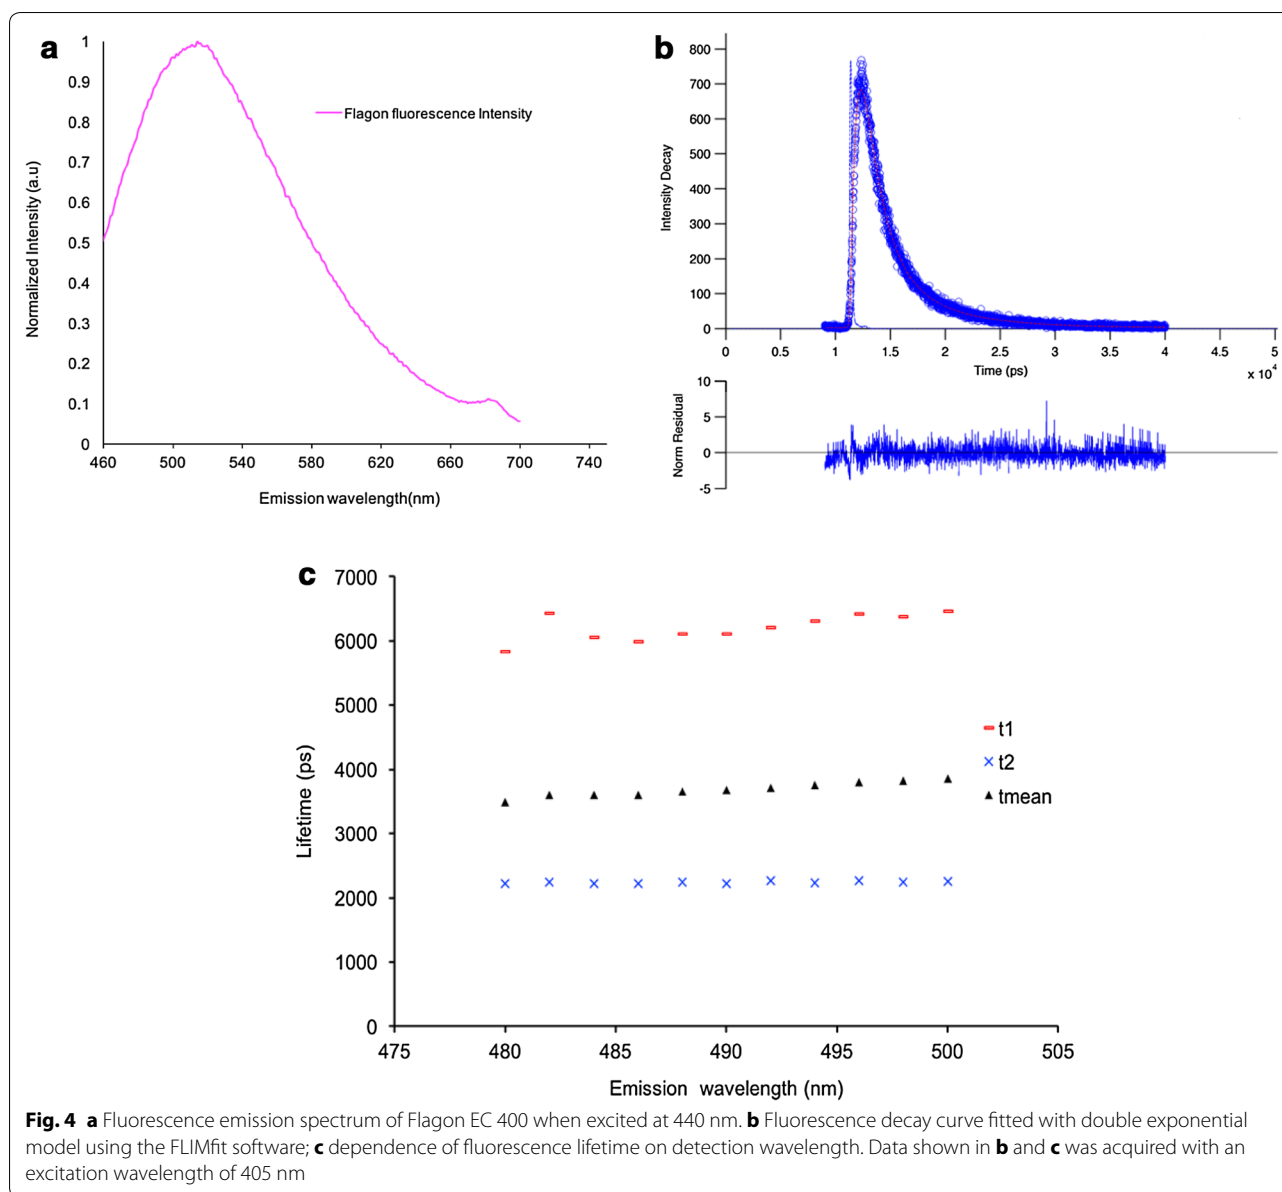 a
1
0.9
0.8
0.7
0.6
0.5
0.4
0.3
0.2
0.1
0
460 500 540 580 620 660 700 740
Normalized Intensity (a.u)
Emission wavelength(nm)
Flagon fluorescence Intensity
b
800
700
600
500
400
300
200
100
0
0 0.5 1 1.5 2 2.5 3 3.5 4 4.5 5
Intensity Decay
Time (ps)
x 10⁴
10
5
0
-5
Norm Residual
c
7000
6000
5000
4000
3000
2000
1000
0
475 480 485 490 495 500 505
Lifetime (ps)
Emission wavelength (nm)
t1
t2
tmean
Fig. 4 a Fluorescence emission spectrum of Flagon EC 400 when excited at 440 nm. b Fluorescence decay curve fitted with double exponential
model using the FLIMfit software; c dependence of fluorescence lifetime on detection wavelength. Data shown in b and c was acquired with an
excitation wavelength of 405 nm